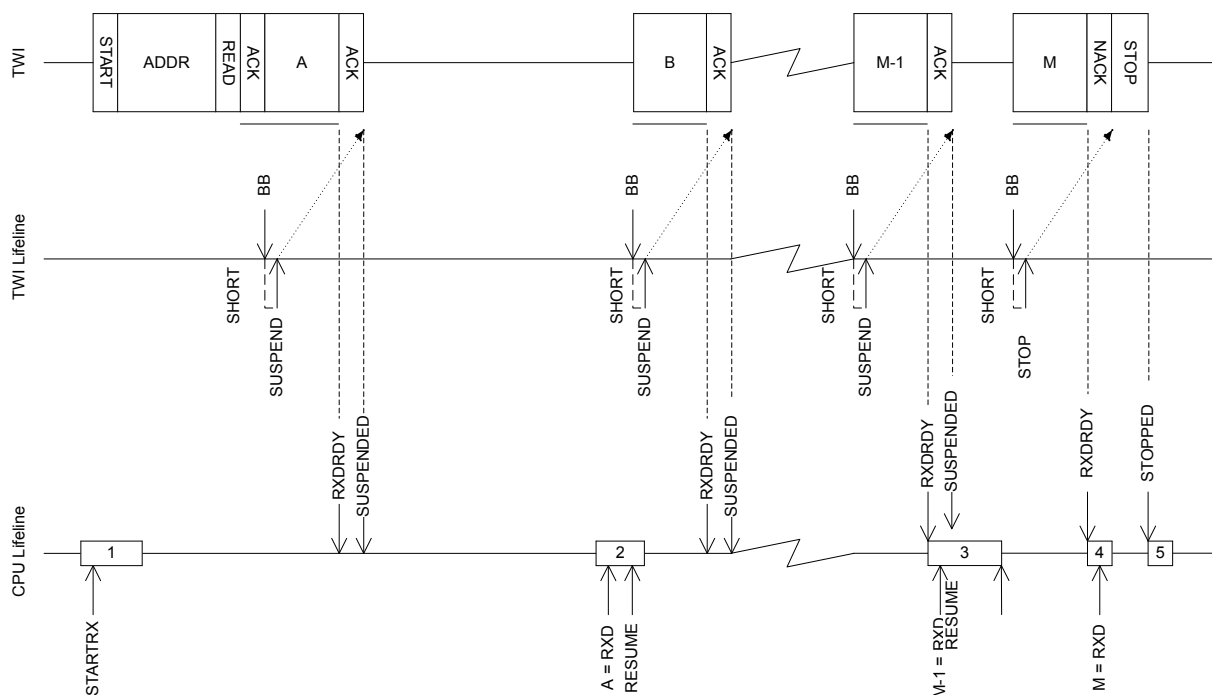 TWI
START
ADDR
READ
ACK
A
ACK
B
ACK
M-1
ACK
M
NACK
STOP
TWI Lifeline
BB
SHORT
SUSPEND
BB
SHORT
SUSPEND
BB
SHORT
SUSPEND
BB
SHORT
STOP
RXDRDY
SUSPENDED
RXDRDY
SUSPENDED
RXDRDY
SUSPENDED
RXDRDY
STOPPED
CPU Lifeline
1
2
3
4
5
STARTRX
A = RXD
RESUME
M-1 = RXD
RESUME
M = RXD